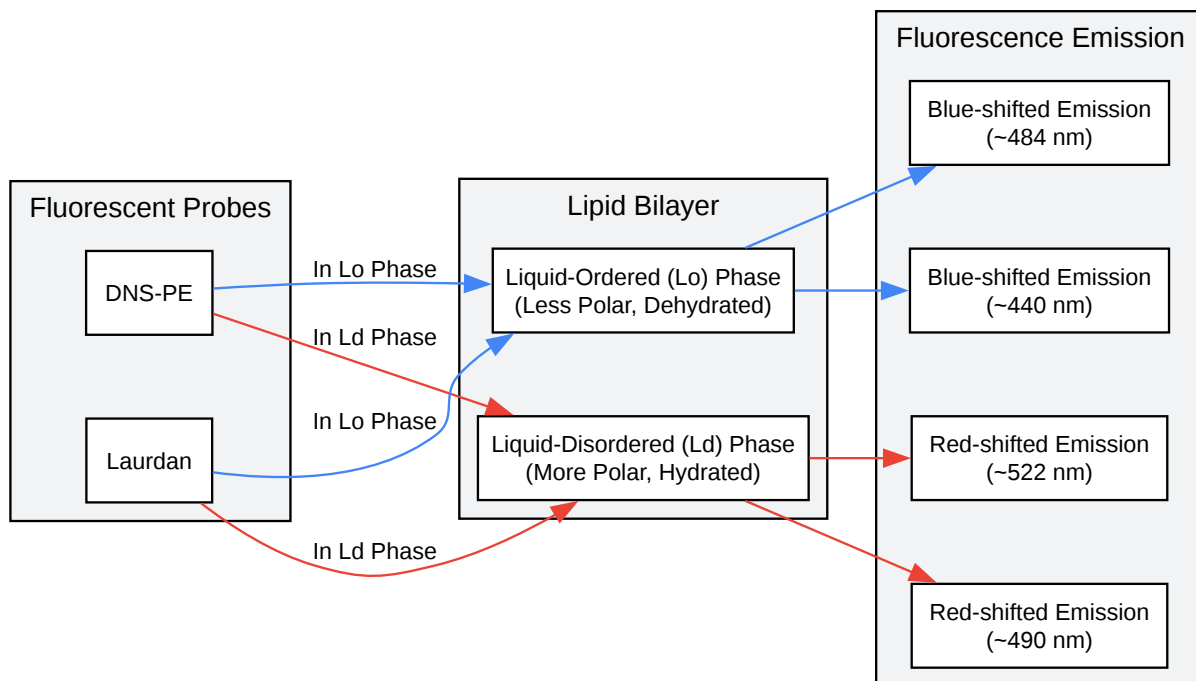 Fluorescent Probes
DNS-PE
Laurdan
In Lo Phase
In Ld Phase
In Lo Phase
In Ld Phase
Lipid Bilayer
Liquid-Ordered (Lo) Phase
(Less Polar, Dehydrated)
Liquid-Disordered (Ld) Phase
(More Polar, Hydrated)
Fluorescence Emission
Blue-shifted Emission
(~484 nm)
Blue-shifted Emission
(~440 nm)
Red-shifted Emission
(~522 nm)
Red-shifted Emission
(~490 nm)